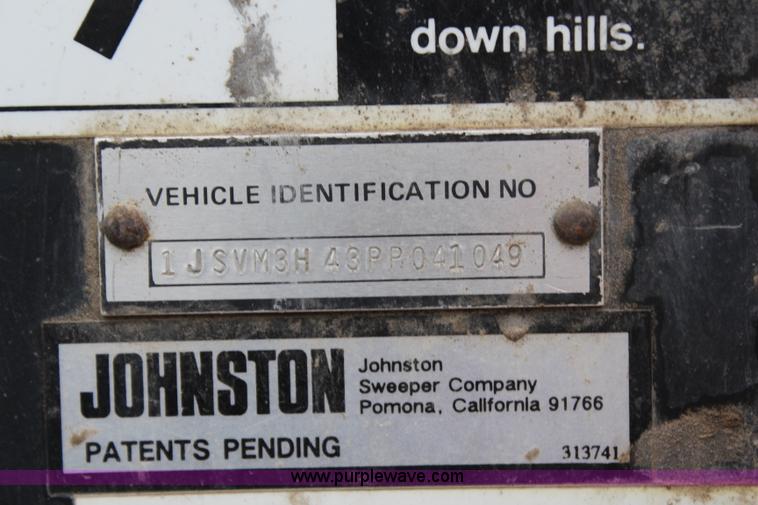 down hills.
VEHICLE IDENTIFICATION NO
1JSVM3H43PP041049
JOHNSTON
Johnston
Sweeper Company
Pomona, California 91766
PATENTS PENDING
313741
www.purplewave.com